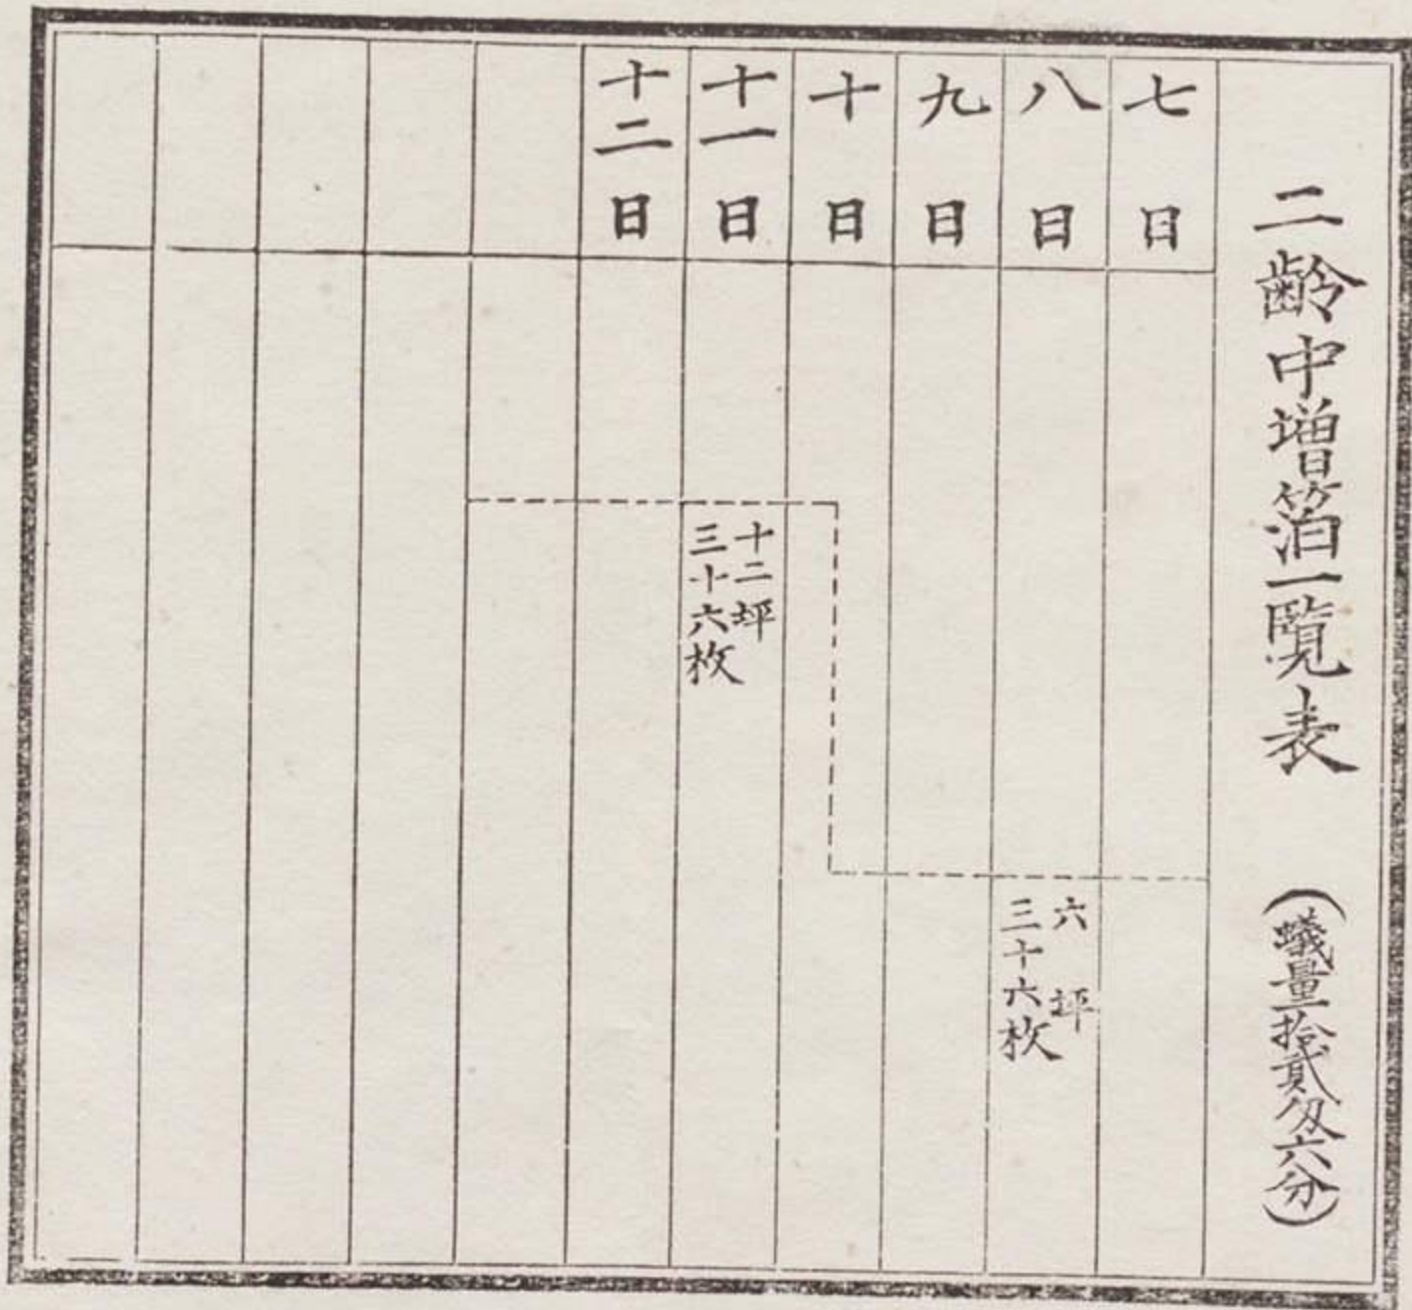 二齢中増箔一覧表
(蟻量拾貳匁六分)
七日
八日
九日
十日
十一日
十二日
六坪
三十六枚
十二坪
三十六枚